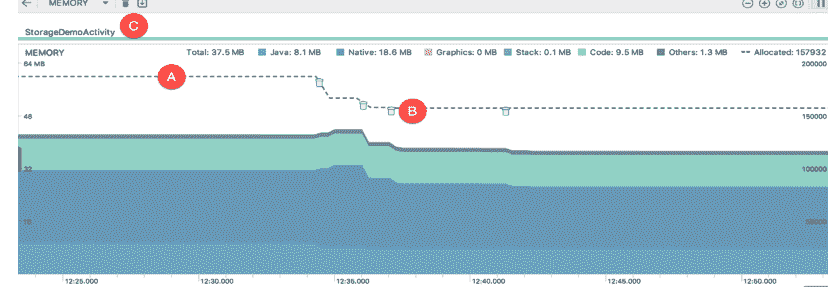 MEMORY
C
StorageDemoActivity
MEMORY Total: 37.5 MB Java: 8.1 MB Native: 18.6 MB Graphics: 0 MB Stack: 0.1 MB Code: 9.5 MB Others: 1.3 MB Allocated: 157932
64 MB 200000
A
B
48 150000
32 100000
16
12:25.000 12:30.000 12:35.000 12:40.000 12:45.000 12:50.000